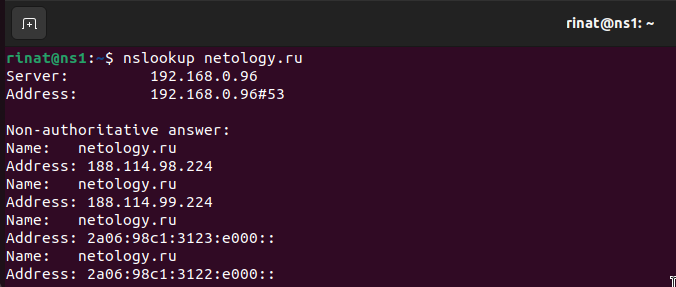 rinat@ns1: ~
rinat@ns1:~$ nslookup netology.ru
Server:         192.168.0.96
Address:        192.168.0.96#53

Non-authoritative answer:
Name:   netology.ru
Address: 188.114.98.224
Name:   netology.ru
Address: 188.114.99.224
Name:   netology.ru
Address: 2a06:98c1:3123:e000::
Name:   netology.ru
Address: 2a06:98c1:3122:e000::